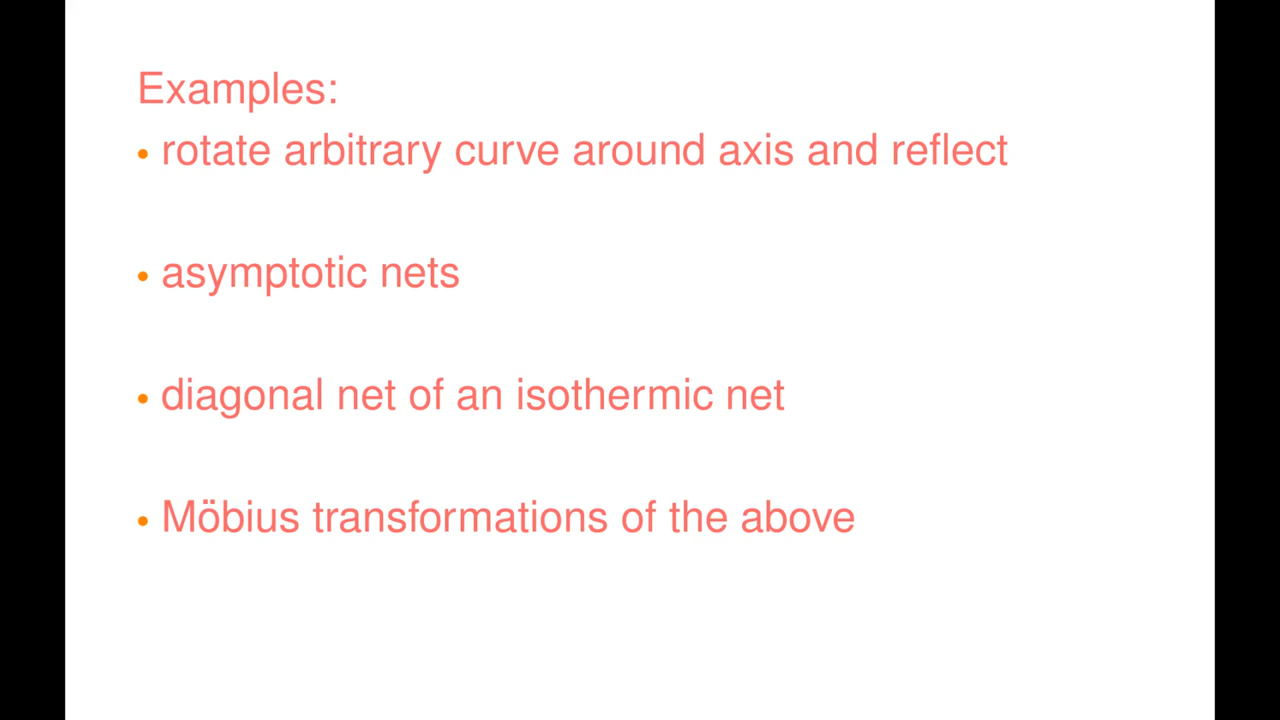 Examples:
• rotate arbitrary curve around axis and reflect
• asymptotic nets
• diagonal net of an isothermic net
• Möbius transformations of the above